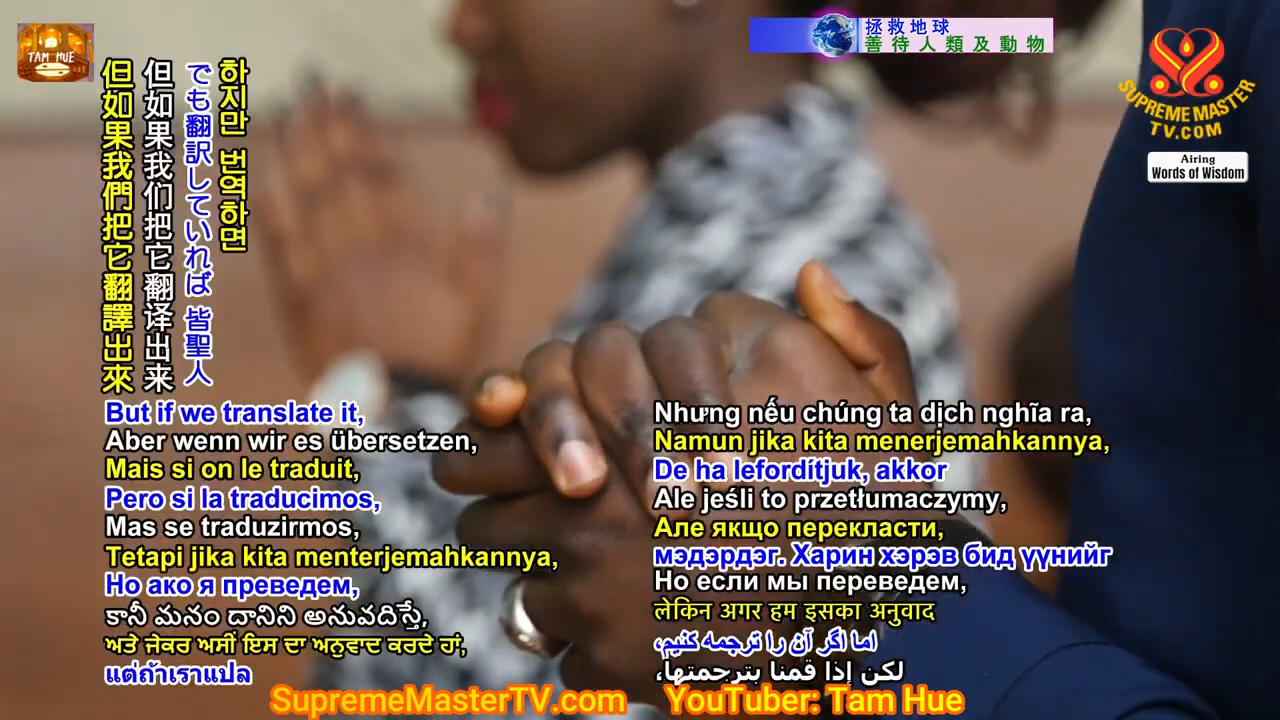 TAM HUE
拯救地球
善待人類及動物
SUPREME MASTER
TV.COM
Airing
Words of Wisdom
但如果我們把它翻譯出來
但如果我们把它翻译出来
でも翻訳していれば 皆聖人
하지만 번역하면
But if we translate it,
Aber wenn wir es übersetzen,
Mais si on le traduit,
Pero si la traducimos,
Mas se traduzirmos,
Tetapi jika kita menterjemahkannya,
Но ако я преведем,
కానీ మనం దానిని అనువదిస్తే,
ਅਤੇ ਜੇਕਰ ਅਸੀਂ ਇਸ ਦਾ ਅਨੁਵਾਦ ਕਰਦੇ ਹਾਂ,
แต่ถ้าเราแปล
Nhưng nếu chúng ta dịch nghĩa ra,
Namun jika kita menerjemahkannya,
De ha lefordítjuk, akkor
Ale jeśli to przetłumaczymy,
Але якщо перекласти,
мэдэрдэг. Харин хэрэв бид үүнийг
Но если мы переведем,
लेकिन अगर हम इसका अनुवाद
اما اگر آن را ترجمه کنیم،
لكن إذا قمنا بترجمتها،
SupremeMasterTV.com
YouTuber: Tam Hue